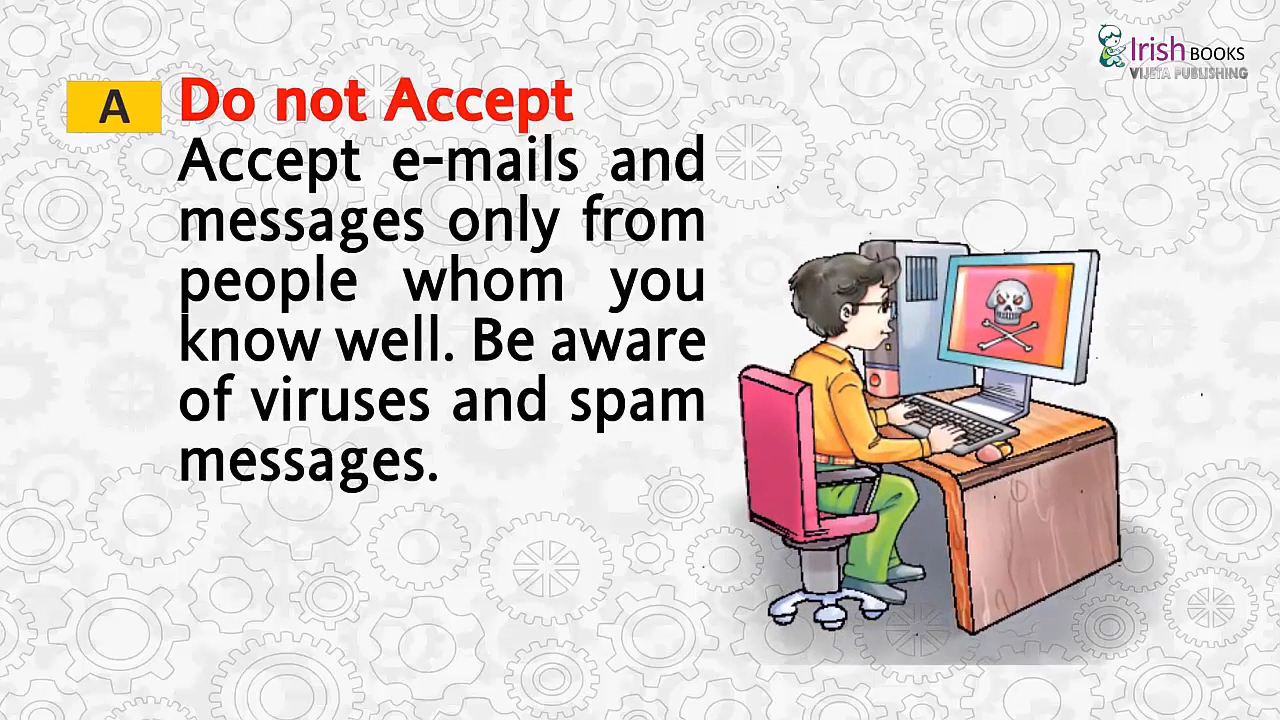 Irish BOOKS
VIJETA PUBLISHING
A Do not Accept
Accept e-mails and
messages only from
people whom you
know well. Be aware
of viruses and spam
messages.